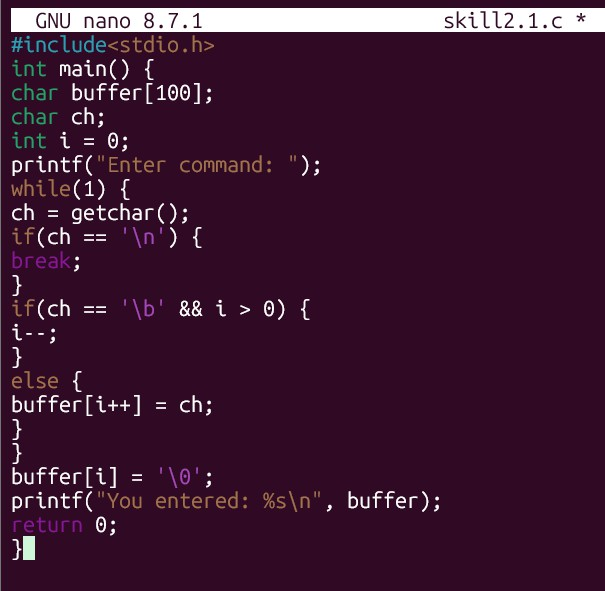 GNU nano 8.7.1 skill2.1.c *
#include<stdio.h>
int main() {
char buffer[100];
char ch;
int i = 0;
printf("Enter command: ");
while(1) {
ch = getchar();
if(ch == '\n') {
break;
}
if(ch == '\b' && i > 0) {
i--;
}
else {
buffer[i++] = ch;
}
}
buffer[i] = '\0';
printf("You entered: %s\n", buffer);
return 0;
}